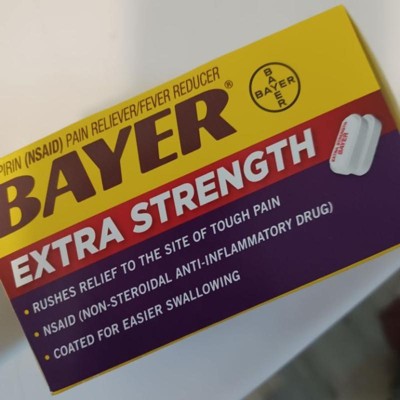 PIRIN (NSAID) PAIN RELIEVER/FEVER REDUCER
BAYER®
BAYER
BAYER
EXTRA STRENGTH
• RUSHES RELIEF TO THE SITE OF TOUGH PAIN
• NSAID (NON-STEROIDAL ANTI-INFLAMMATORY DRUG)
• COATED FOR EASIER SWALLOWING